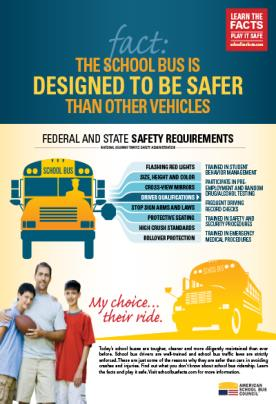 LEARN THE
FACTS
PLAY IT SAFE
schoolbusfacts.com
fact:
THE SCHOOL BUS IS
DESIGNED TO BE SAFER
THAN OTHER VEHICLES
FEDERAL AND STATE SAFETY REQUIREMENTS
NATIONAL HIGHWAY TRAFFIC SAFETY ADMINISTRATION
SCHOOL BUS
FLASHING RED LIGHTS
SIZE, HEIGHT AND COLOR
CROSS-VIEW MIRRORS
DRIVER QUALIFICATIONS
STOP SIGN ARMS AND LAWS
PROTECTIVE SEATING
HIGH CRUSH STANDARDS
ROLLOVER PROTECTION
TRAINED IN STUDENT
BEHAVIOR MANAGEMENT
PARTICIPATE IN PRE-
EMPLOYMENT AND RANDOM
DRUG/ALCOHOL TESTING
FREQUENT DRIVING
RECORD CHECKS
TRAINED IN SAFETY AND
SECURITY PROCEDURES
TRAINED IN EMERGENCY
MEDICAL PROCEDURES
SCHOOL BUS
My choice...
their ride.
Today's school buses are tougher, cleaner and more diligently maintained than ever
before. School bus drivers are well-trained and school bus traffic laws are strictly
enforced. These are just some of the reasons why they are safer than cars in avoiding
crashes and injuries. Find out what you don't know about school bus ridership. Learn
the facts and play it safe. Visit schoolbusfacts.com for more information.
AMERICAN
SCHOOL BUS
COUNCIL